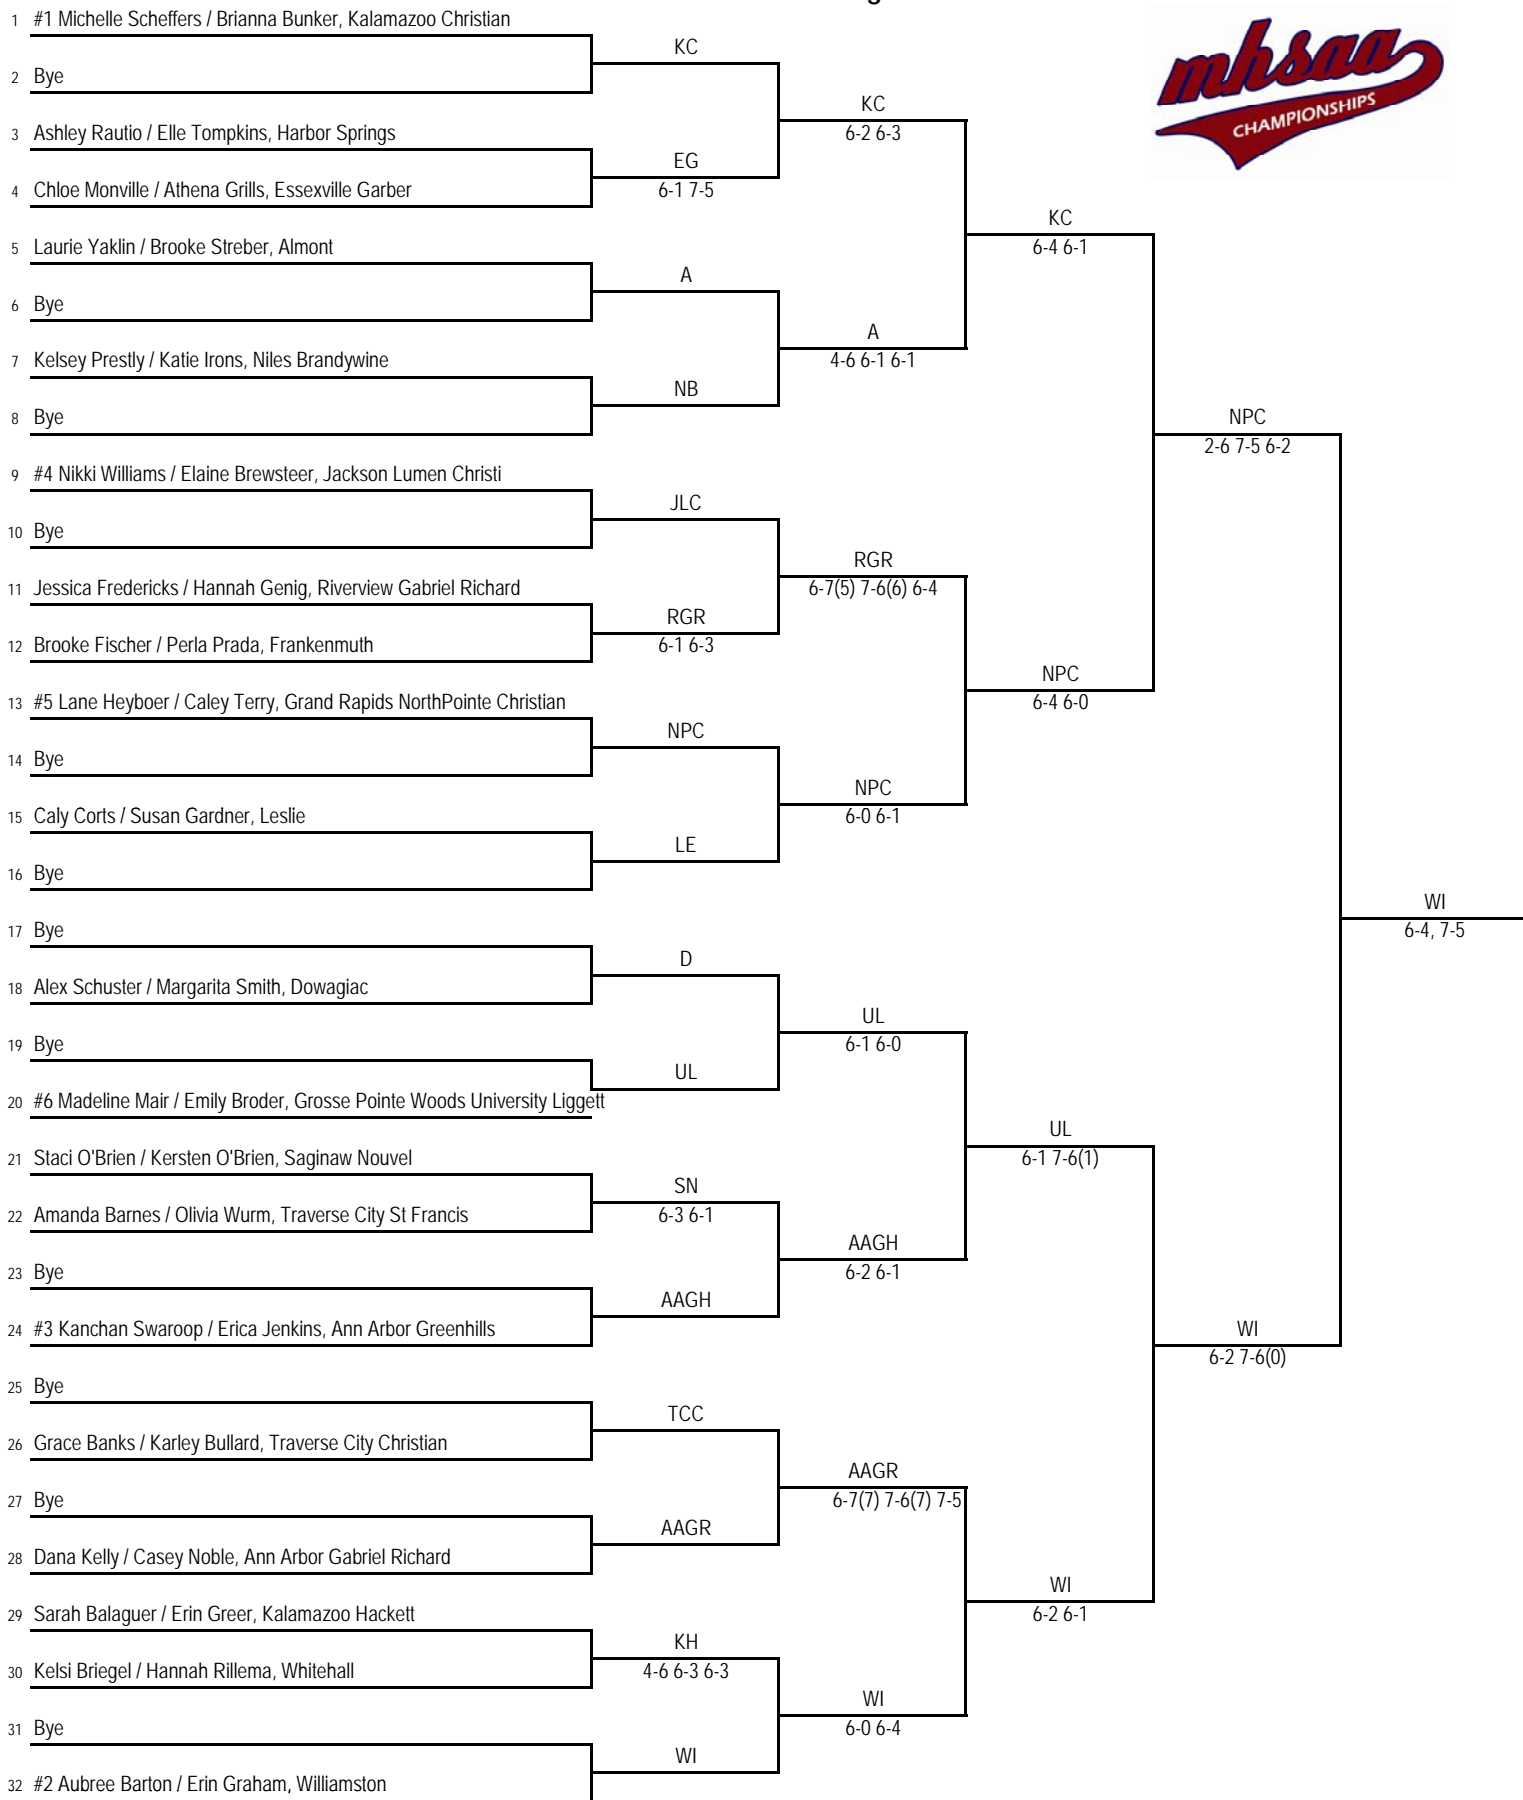 g
1 #1 Michelle Scheffers / Brianna Bunker, Kalamazoo Christian
KC
2 Bye
KC
6-2 6-3
3 Ashley Rautio / Elle Tompkins, Harbor Springs
EG
6-1 7-5
4 Chloe Monville / Athena Grills, Essexville Garber
KC
6-4 6-1
5 Laurie Yaklin / Brooke Streber, Almont
A
6 Bye
A
4-6 6-1 6-1
7 Kelsey Prestly / Katie Irons, Niles Brandywine
NB
8 Bye
NPC
2-6 7-5 6-2
9 #4 Nikki Williams / Elaine Brewsteer, Jackson Lumen Christi
JLC
10 Bye
RGR
6-7(5) 7-6(6) 6-4
11 Jessica Fredericks / Hannah Genig, Riverview Gabriel Richard
RGR
6-1 6-3
12 Brooke Fischer / Perla Prada, Frankenmuth
NPC
6-4 6-0
13 #5 Lane Heyboer / Caley Terry, Grand Rapids NorthPointe Christian
NPC
14 Bye
NPC
6-0 6-1
15 Caly Corts / Susan Gardner, Leslie
LE
16 Bye
WI
6-4, 7-5
17 Bye
D
18 Alex Schuster / Margarita Smith, Dowagiac
UL
6-1 6-0
19 Bye
UL
20 #6 Madeline Mair / Emily Broder, Grosse Pointe Woods University Liggett
UL
6-1 7-6(1)
21 Staci O'Brien / Kersten O'Brien, Saginaw Nouvel
SN
6-3 6-1
22 Amanda Barnes / Olivia Wurm, Traverse City St Francis
AAGH
6-2 6-1
23 Bye
AAGH
24 #3 Kanchan Swaroop / Erica Jenkins, Ann Arbor Greenhills
WI
6-2 7-6(0)
25 Bye
TCC
26 Grace Banks / Karley Bullard, Traverse City Christian
AAGR
6-7(7) 7-6(7) 7-5
27 Bye
AAGR
28 Dana Kelly / Casey Noble, Ann Arbor Gabriel Richard
WI
6-2 6-1
29 Sarah Balaguer / Erin Greer, Kalamazoo Hackett
KH
4-6 6-3 6-3
30 Kelsi Briegel / Hannah Rillema, Whitehall
WI
6-0 6-4
31 Bye
WI
32 #2 Aubree Barton / Erin Graham, Williamston
mhsaa
CHAMPIONSHIPS